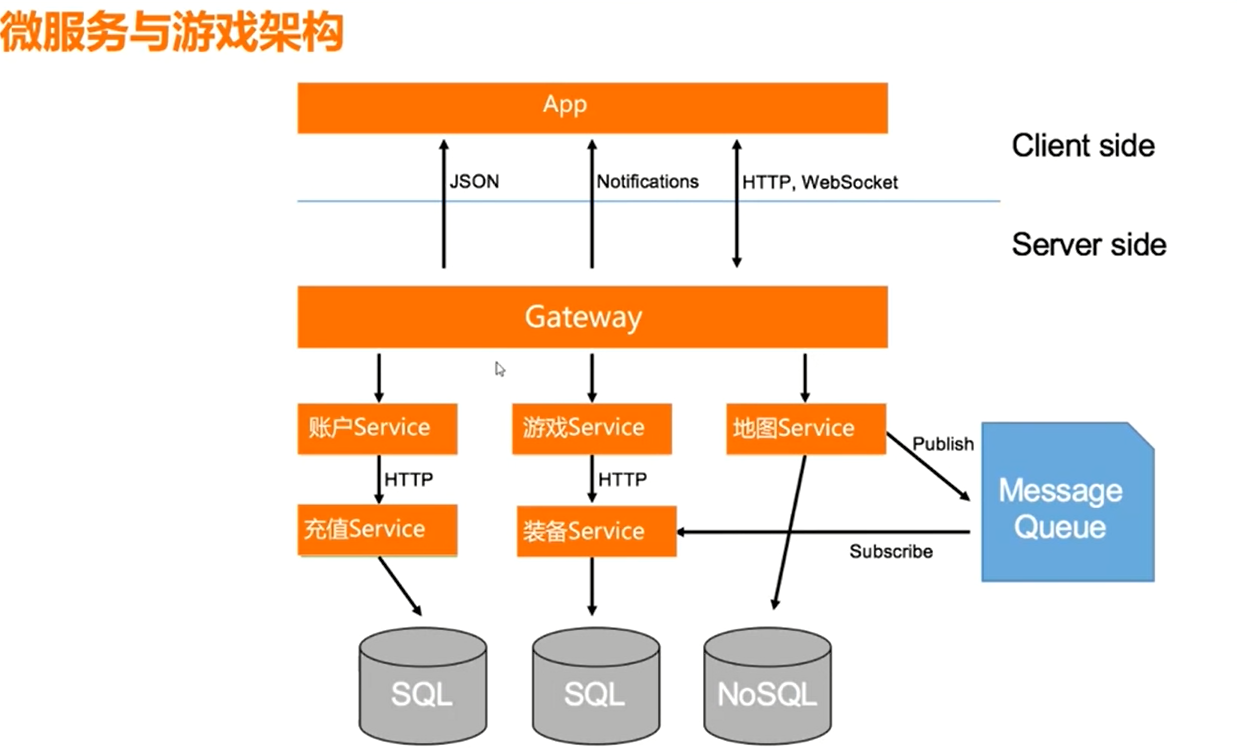 微服务与游戏架构
App
Client side
JSON
Notifications
HTTP, WebSocket
Server side
Gateway
账户Service
游戏Service
地图Service
Publish
HTTP
HTTP
Message
Queue
充值Service
装备Service
Subscribe
SQL
SQL
NoSQL